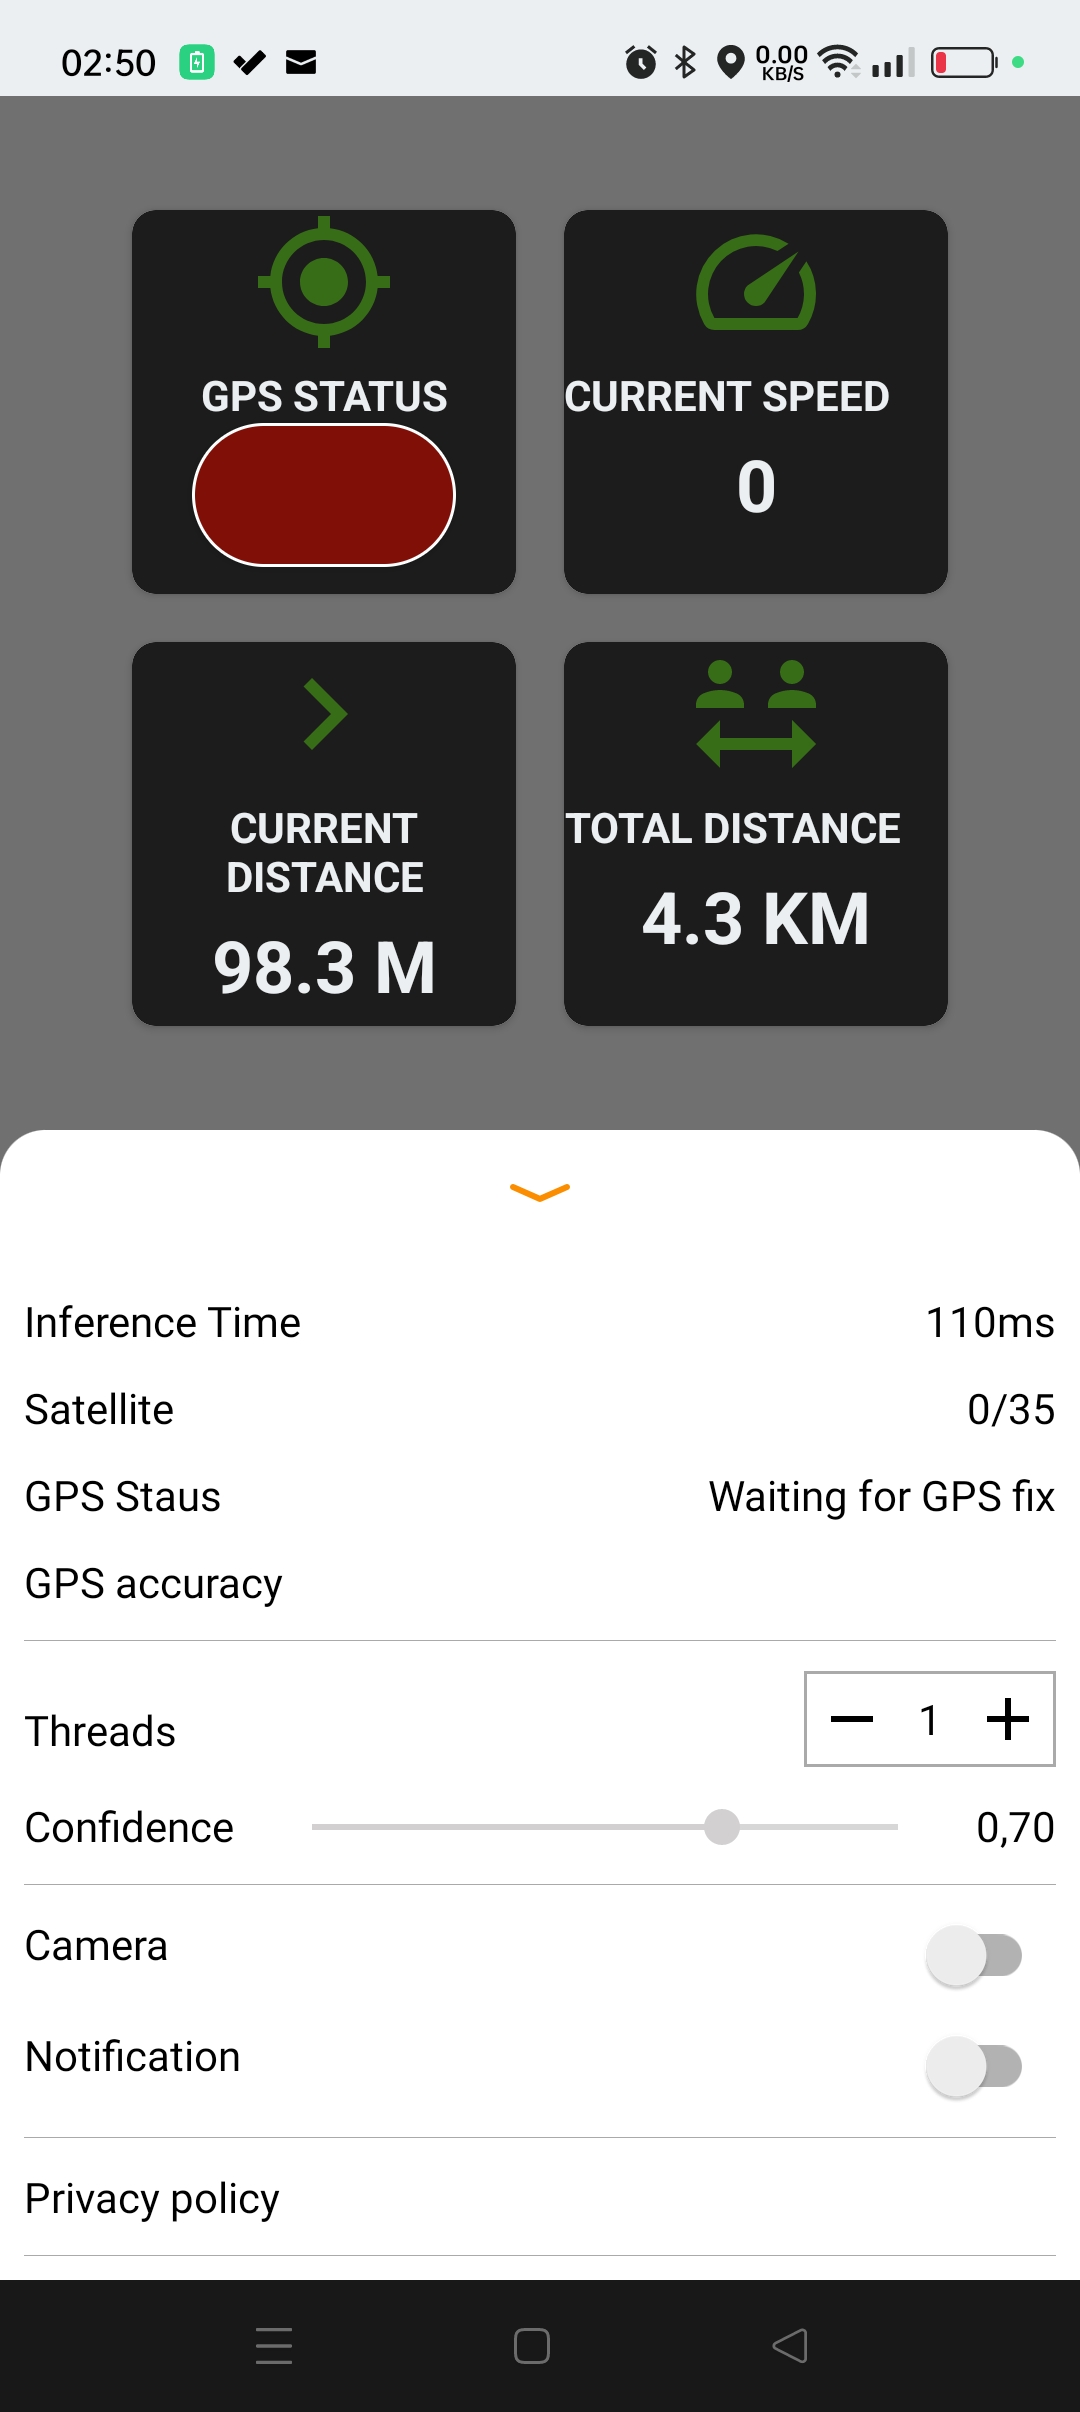 02:50
0.00
KB/S
GPS STATUS
CURRENT SPEED
0
CURRENT
DISTANCE
98.3 M
TOTAL DISTANCE
4.3 KM
Inference Time 110ms
Satellite 0/35
GPS Staus Waiting for GPS fix
GPS accuracy
Threads 1
Confidence 0,70
Camera
Notification
Privacy policy